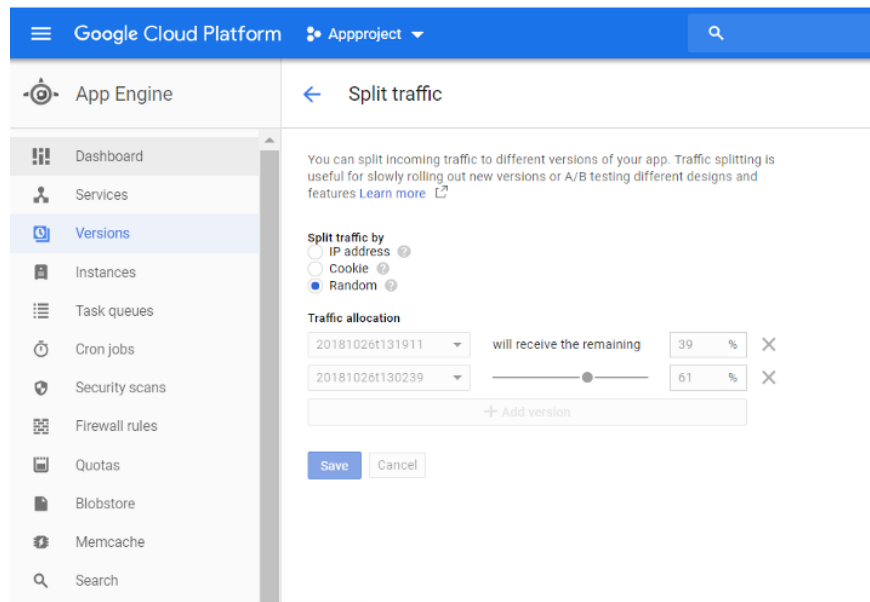 Google Cloud Platform
Appproject
App Engine
Split traffic
Dashboard
Services
Versions
Instances
Task queues
Cron jobs
Security scans
Firewall rules
Quotas
Blobstore
Memcache
Search
You can split incoming traffic to different versions of your app. Traffic splitting is
useful for slowly rolling out new versions or A/B testing different designs and
features Learn more
Split traffic by
IP address ?
Cookie ?
Random ?
Traffic allocation
20181026t131911 will receive the remaining 39 %
20181026t130239 61 %
+ Add version
Save Cancel